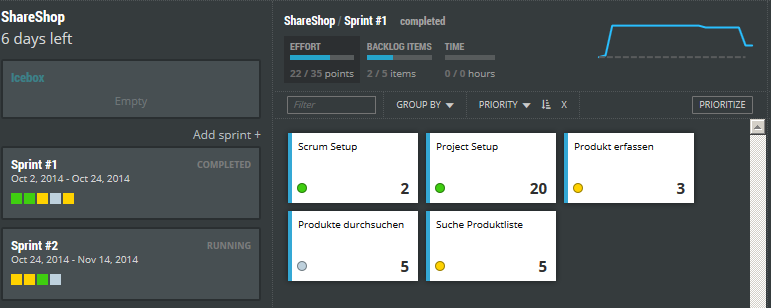 ShareShop
6 days left
Icebox
Empty
Add sprint +
Sprint #1 COMPLETED
Oct 2, 2014 - Oct 24, 2014
Sprint #2 RUNNING
Oct 24, 2014 - Nov 14, 2014
ShareShop / Sprint #1 completed
EFFORT BACKLOG ITEMS TIME
22 / 35 points 2 / 5 items 0 / 0 hours
Filter GROUP BY PRIORITY X PRIORITIZE
Scrum Setup Project Setup Produkt erfassen
2 20 3
Produkte durchsuchen Suche Produktliste
5 5